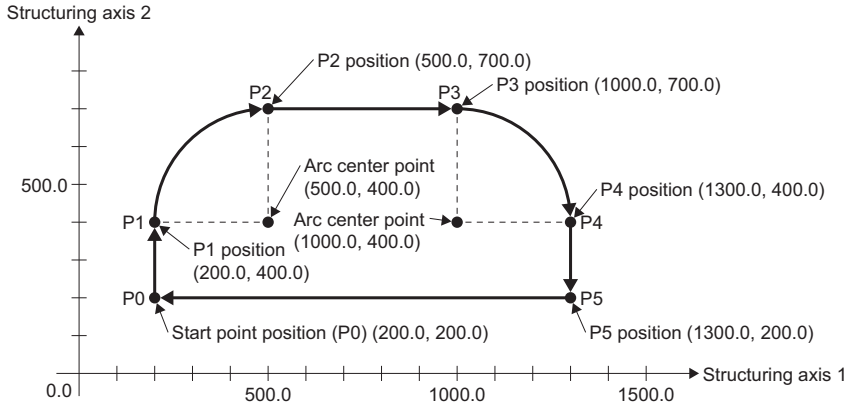 Structuring axis 2
P2 position (500.0, 700.0)
P2
P3
P3 position (1000.0, 700.0)
500.0
Arc center point
(500.0, 400.0)
P4 position (1300.0, 400.0)
P1
Arc center point
(1000.0, 400.0)
P4
P1 position
(200.0, 400.0)
P0
P5
Start point position (P0) (200.0, 200.0)
P5 position (1300.0, 200.0)
0.0
500.0
1000.0
1500.0
Structuring axis 1